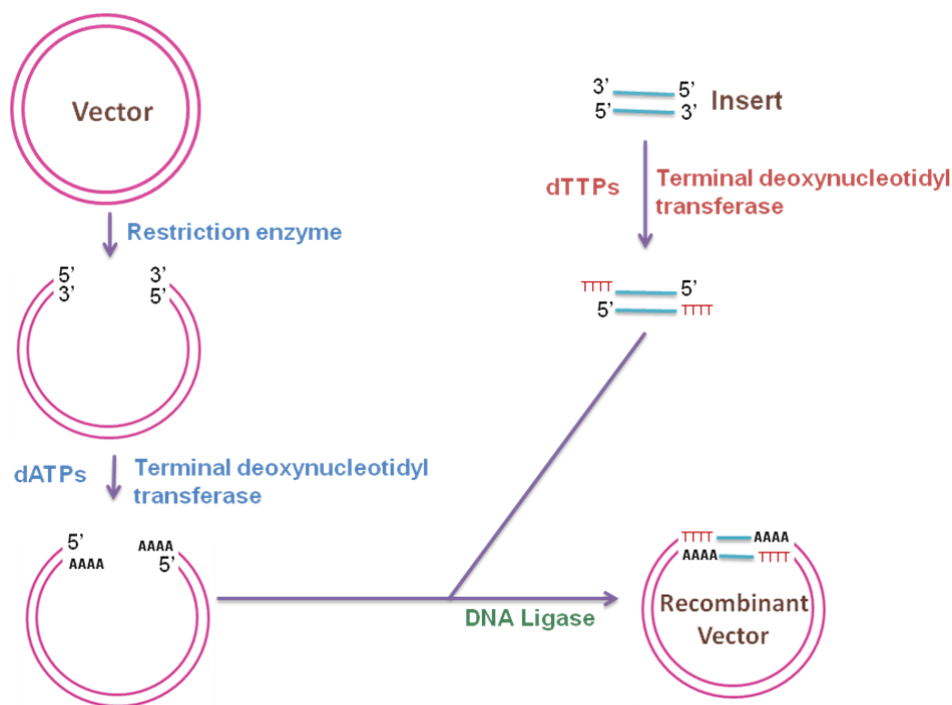 Vector
Restriction enzyme
5’ 3’
3’ 5’
dATPs
Terminal deoxynucleotidyl
transferase
5’ AAAA
AAAA 5’
3’ 5’
5’ 3’
Insert
dTTPs
Terminal deoxynucleotidyl
transferase
TTTT 5’
5’ TTTT
DNA Ligase
TTTT AAAA
AAAA TTTT
Recombinant
Vector